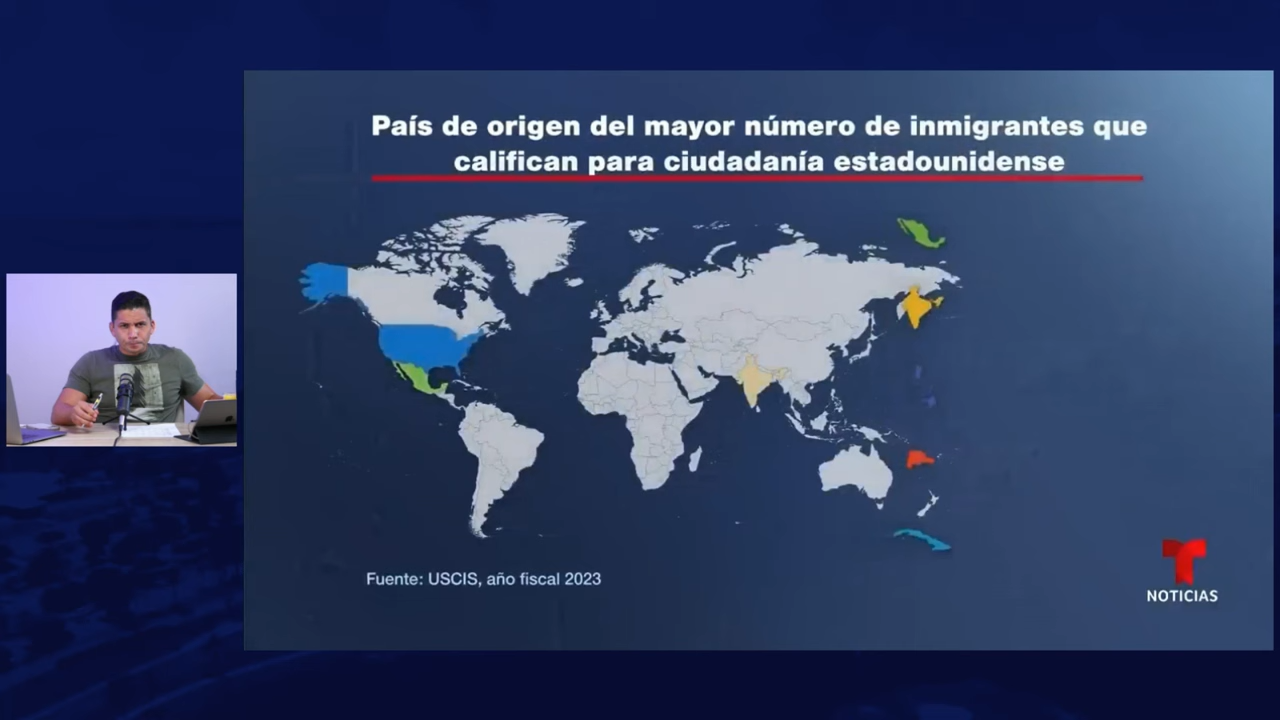 País de origen del mayor número de inmigrantes que
califican para ciudadanía estadounidense
Fuente: USCIS, año fiscal 2023
NOTICIAS